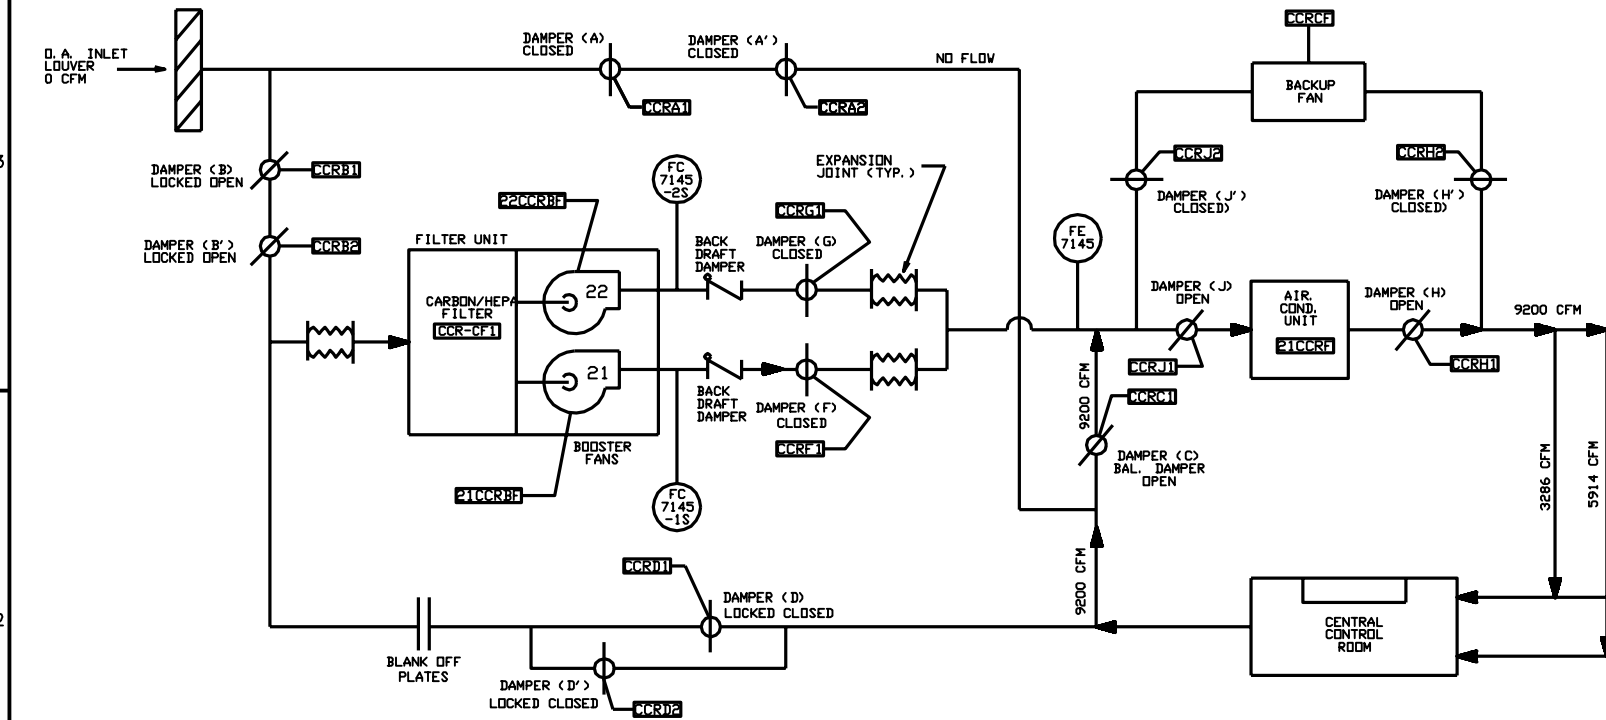 CCRCF
DAMPER (A)
CLOSED
DAMPER (A')
CLOSED
O. A. INLET
LOUVER
0 CFM
NO FLOW
BACKUP
FAN
CCRA1
CCRA2
3
DAMPER (B)
LOCKED OPEN
CCRB1
FC
7145
-2S
EXPANSION
JOINT (TYP.)
CCRJ2
CCRH2
DAMPER (J')
CLOSED)
DAMPER (H')
CLOSED)
22CCRBF
CCRG1
DAMPER (B')
LOCKED OPEN
CCRB2
FILTER UNIT
BACK
DRAFT
DAMPER
DAMPER (G)
CLOSED
FE
7145
22
CARBON/HEPA
FILTER
CCR-CF1
DAMPER (J)
OPEN
AIR.
COND.
UNIT
21CCRF
DAMPER (H)
OPEN
9200 CFM
21
CCRJ1
CCRH1
BACK
DRAFT
DAMPER
DAMPER (F)
CLOSED
CCRF1
9200 CFM
CCRC1
BOOSTER
FANS
DAMPER (C)
BAL. DAMPER
OPEN
21CCRBF
FC
7145
-1S
3286 CFM
5914 CFM
CCRD1
9200 CFM
DAMPER (D)
LOCKED CLOSED
2
CENTRAL
CONTROL
ROOM
BLANK OFF
PLATES
DAMPER (D')
LOCKED CLOSED
CCRD2